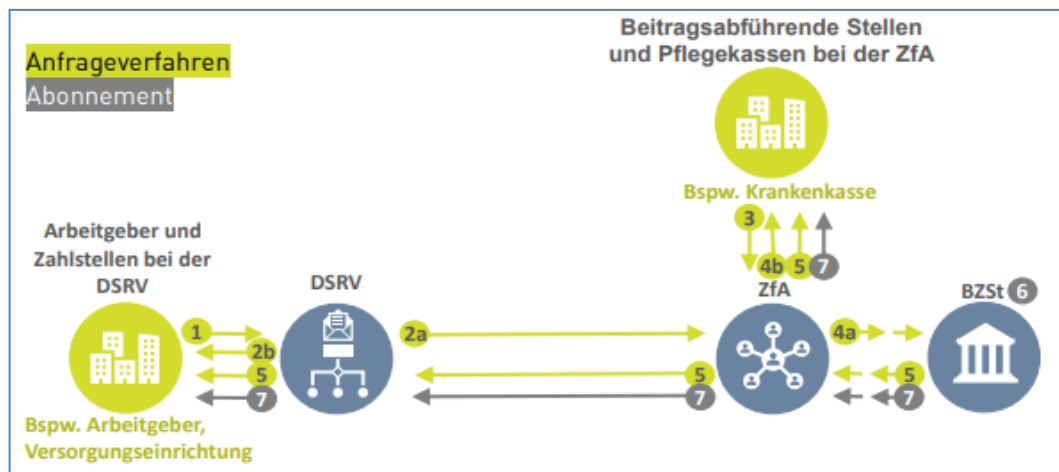 Anfrageverfahren
Abonnement
Beitragsabführende Stellen
und Pflegekassen bei der ZfA
Bspw. Krankenkasse
3
4b 5 7
Arbeitgeber und
Zahlstellen bei der
DSRV
DSRV
ZfA
BZSt 6
1
2b
5
7
2a
5
7
4a
5
7
Bspw. Arbeitgeber,
Versorgungseinrichtung